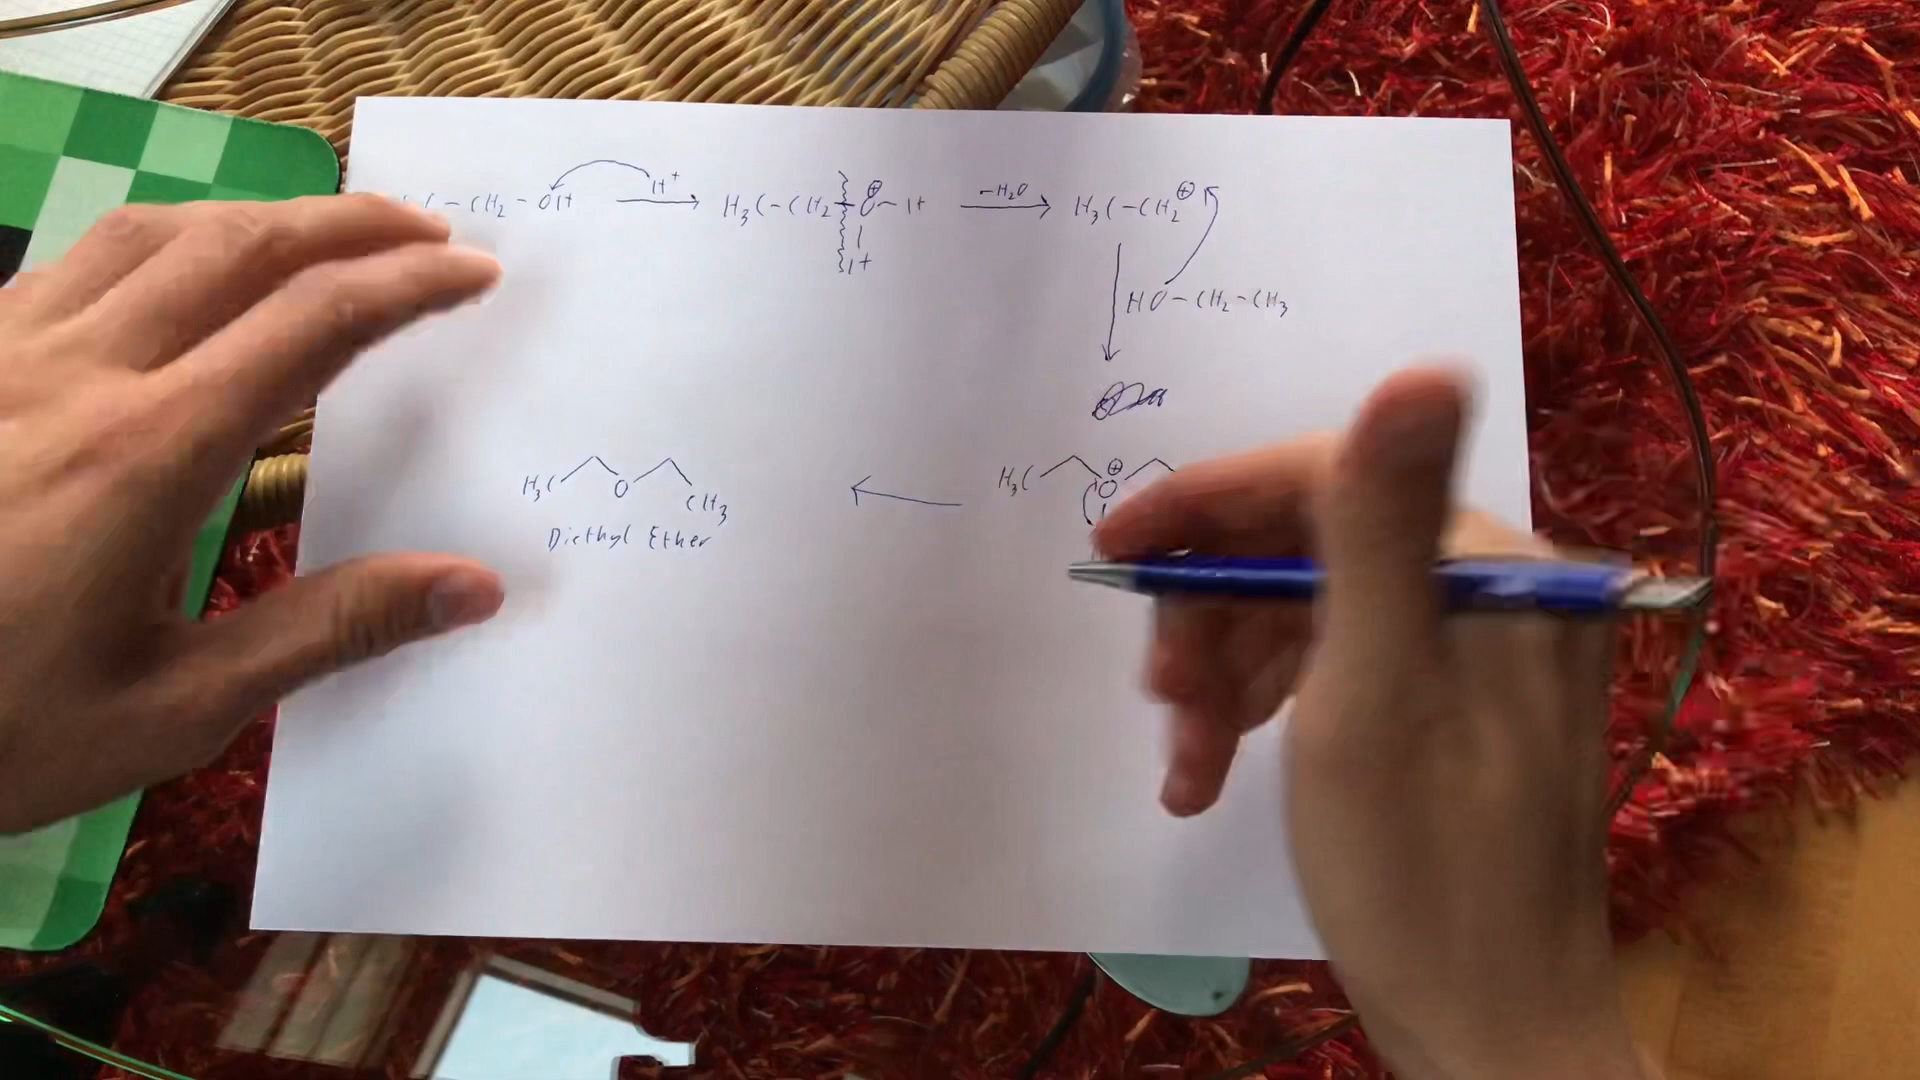 C-CH2-OH H+ H3C-CH2-O⊕-H -H2O H3C-CH2⊕
H
HO-CH2-CH3
H3C O CH3 H3C O⊕
Diethyl Ether